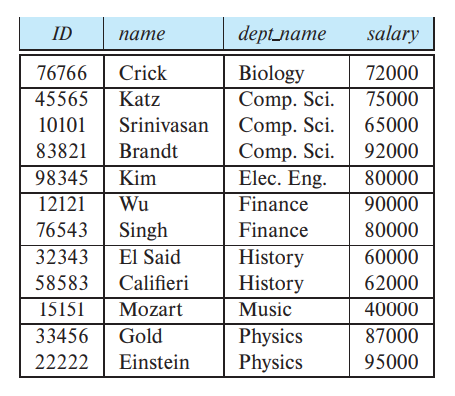 ID name dept_name salary
76766 Crick Biology 72000
45565 Katz Comp. Sci. 75000
10101 Srinivasan Comp. Sci. 65000
83821 Brandt Comp. Sci. 92000
98345 Kim Elec. Eng. 80000
12121 Wu Finance 90000
76543 Singh Finance 80000
32343 El Said History 60000
58583 Califieri History 62000
15151 Mozart Music 40000
33456 Gold Physics 87000
22222 Einstein Physics 95000